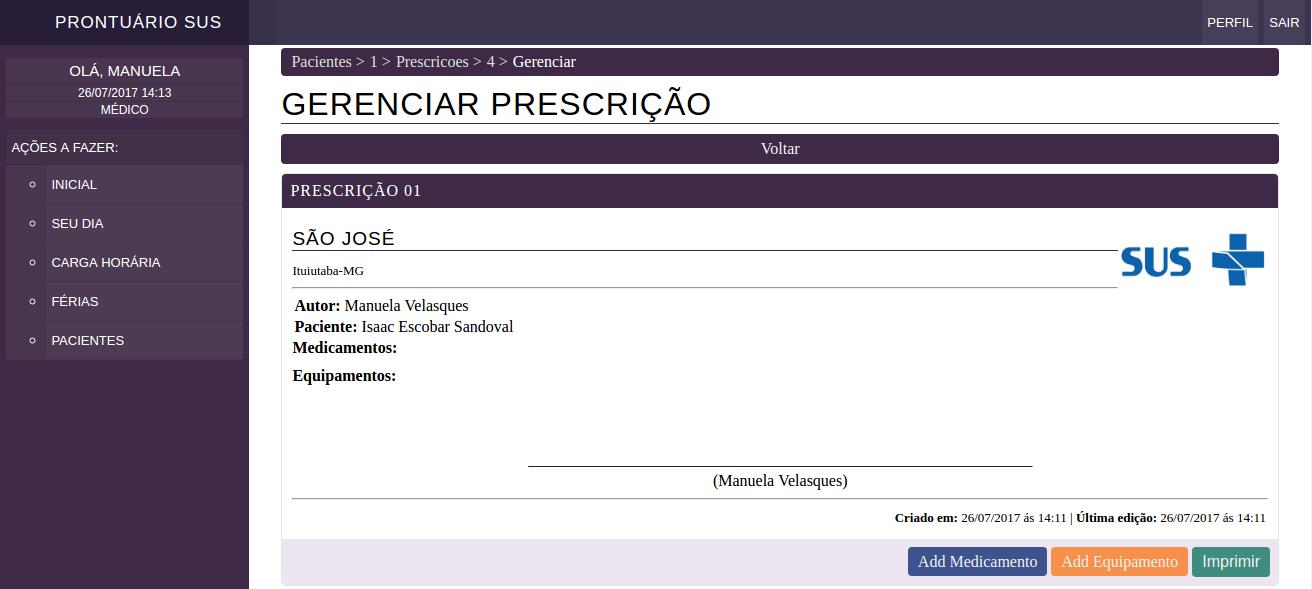 PRONTUÁRIO SUS
PERFIL SAIR
OLÁ, MANUELA
26/07/2017 14:13
MÉDICO
AÇÕES A FAZER:
INICIAL
SEU DIA
CARGA HORÁRIA
FÉRIAS
PACIENTES
Pacientes > 1 > Prescricoes > 4 > Gerenciar
GERENCIAR PRESCRIÇÃO
Voltar
PRESCRIÇÃO 01
SÃO JOSÉ
SUS
Ituiutaba-MG
Autor: Manuela Velasques
Paciente: Isaac Escobar Sandoval
Medicamentos:
Equipamentos:
(Manuela Velasques)
Criado em: 26/07/2017 ás 14:11 | Última edição: 26/07/2017 ás 14:11
Add Medicamento Add Equipamento Imprimir